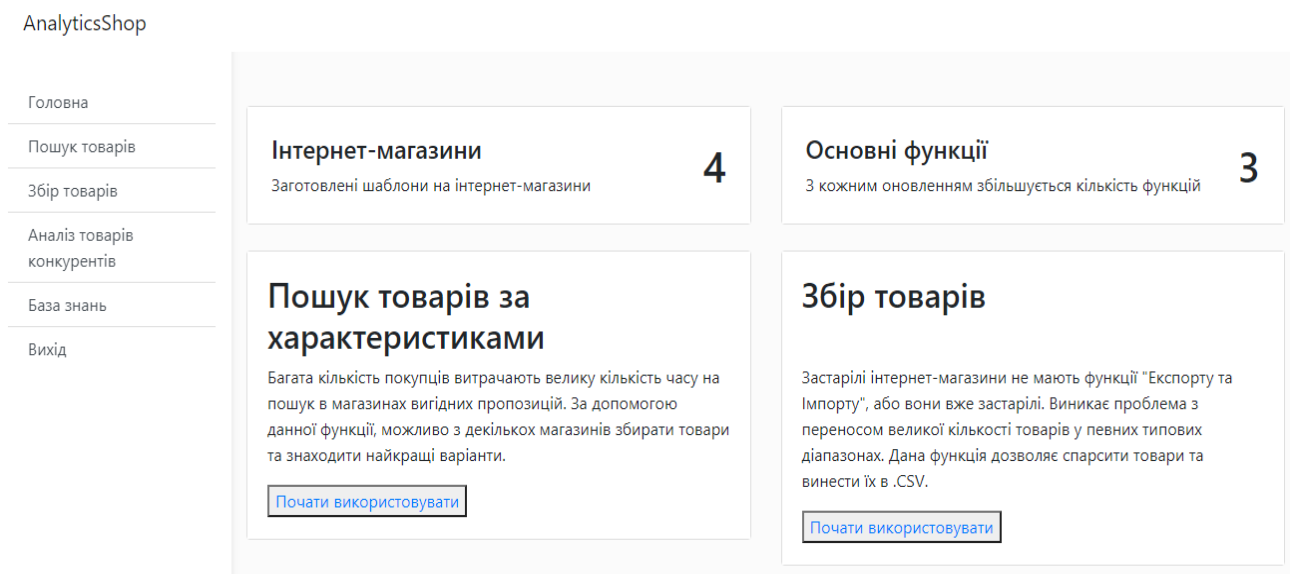 AnalyticsShop
Головна
Пошук товарів
Збір товарів
Аналіз товарів
конкурентів
База знань
Вихід
Інтернет-магазини
Заготовлені шаблони на інтернет-магазини
4
Основні функції
З кожним оновленням збільшується кількість функцій
3
Пошук товарів за
характеристиками
Багата кількість покупців витрачають велику кількість часу на
пошук в магазинах вигідних пропозицій. За допомогою
данної функції, можливо з декількох магазинів збирати товари
та знаходити найкращі варіанти.
Почати використовувати
Збір товарів
Застарілі інтернет-магазини не мають функції "Експорту та
Імпорту", або вони вже застарілі. Виникає проблема з
переносом великої кількості товарів у певних типових
діапазонах. Дана функція дозволяє спарсити товари та
винести їх в .CSV.
Почати використовувати